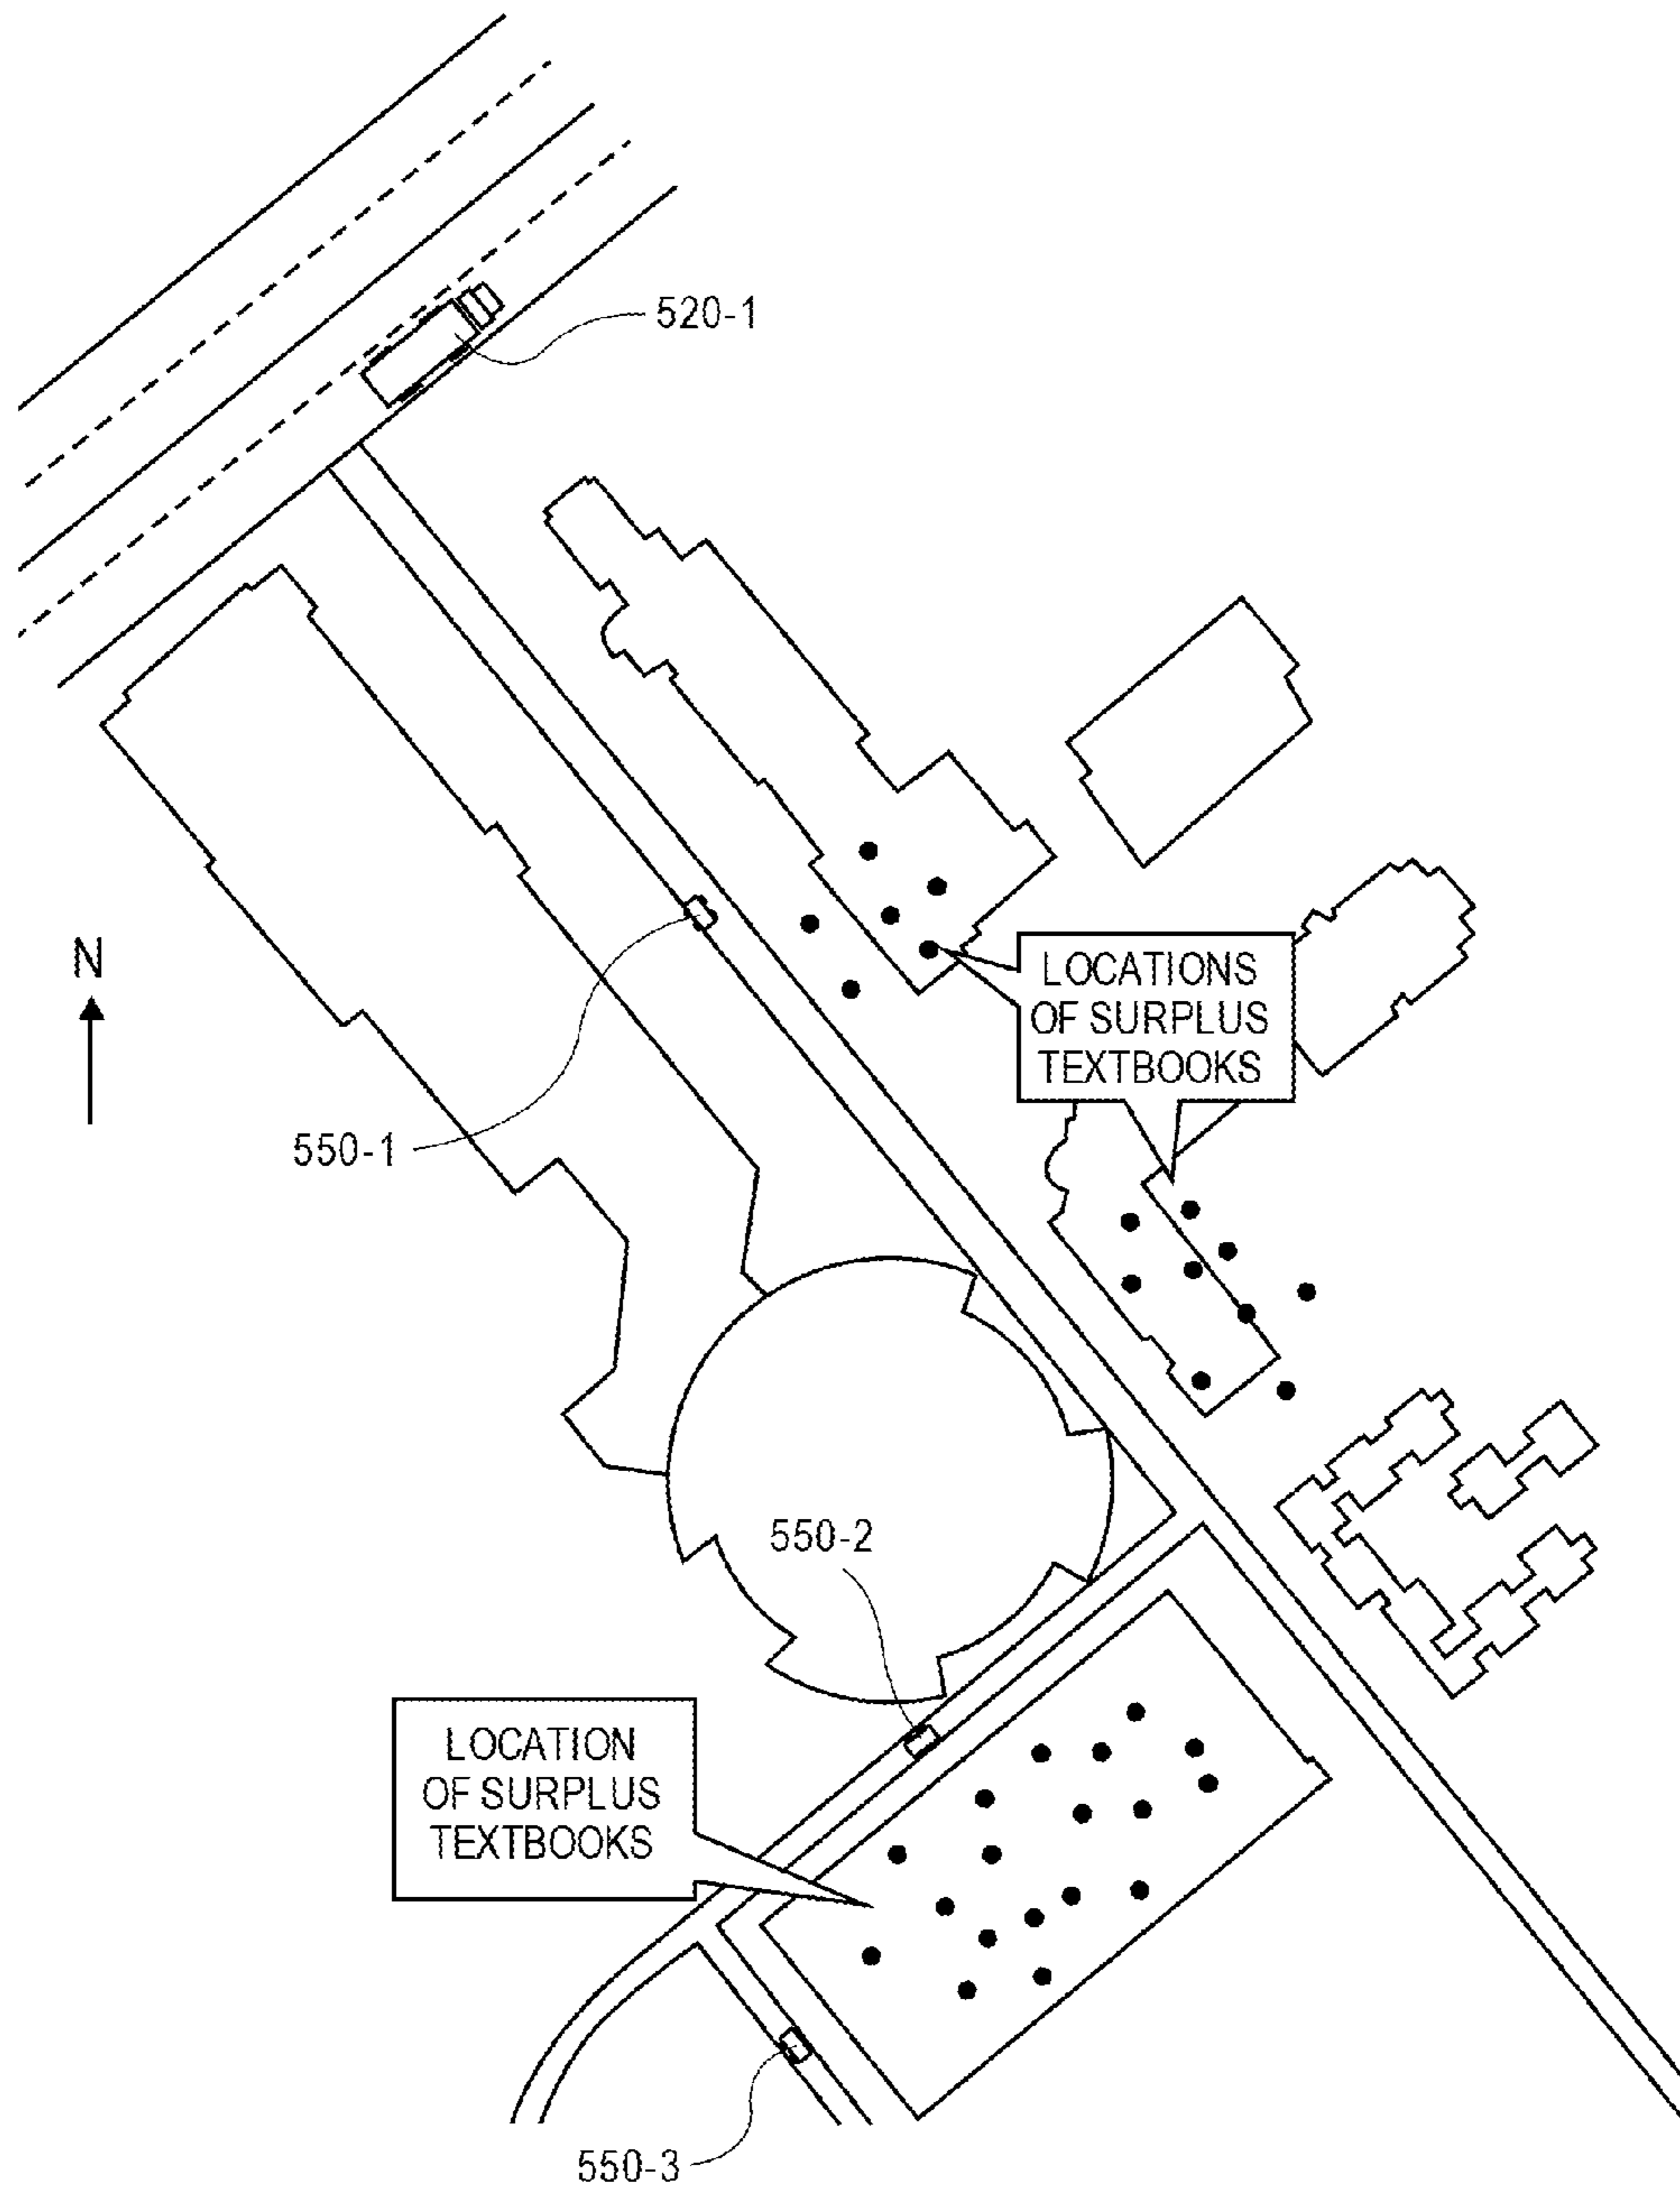 520-1
N
LOCATIONS
OF SURPLUS
TEXTBOOKS
550-1
550-2
LOCATION
OF SURPLUS
TEXTBOOKS
550-3